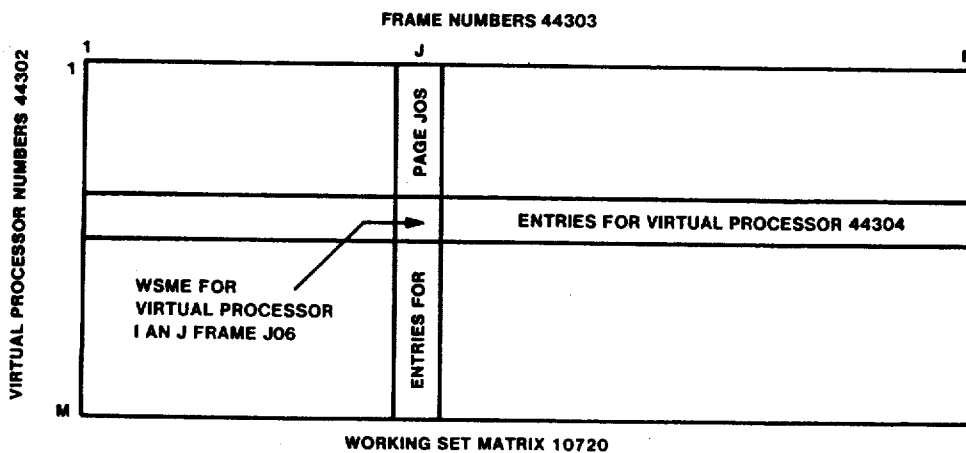 FRAME NUMBERS 44303
1
J
VIRTUAL PROCESSOR NUMBERS 44302
1
PAGE JOS
ENTRIES FOR VIRTUAL PROCESSOR 44304
WSME FOR
VIRTUAL PROCESSOR
I AN J FRAME J06
ENTRIES FOR
M
WORKING SET MATRIX 10720